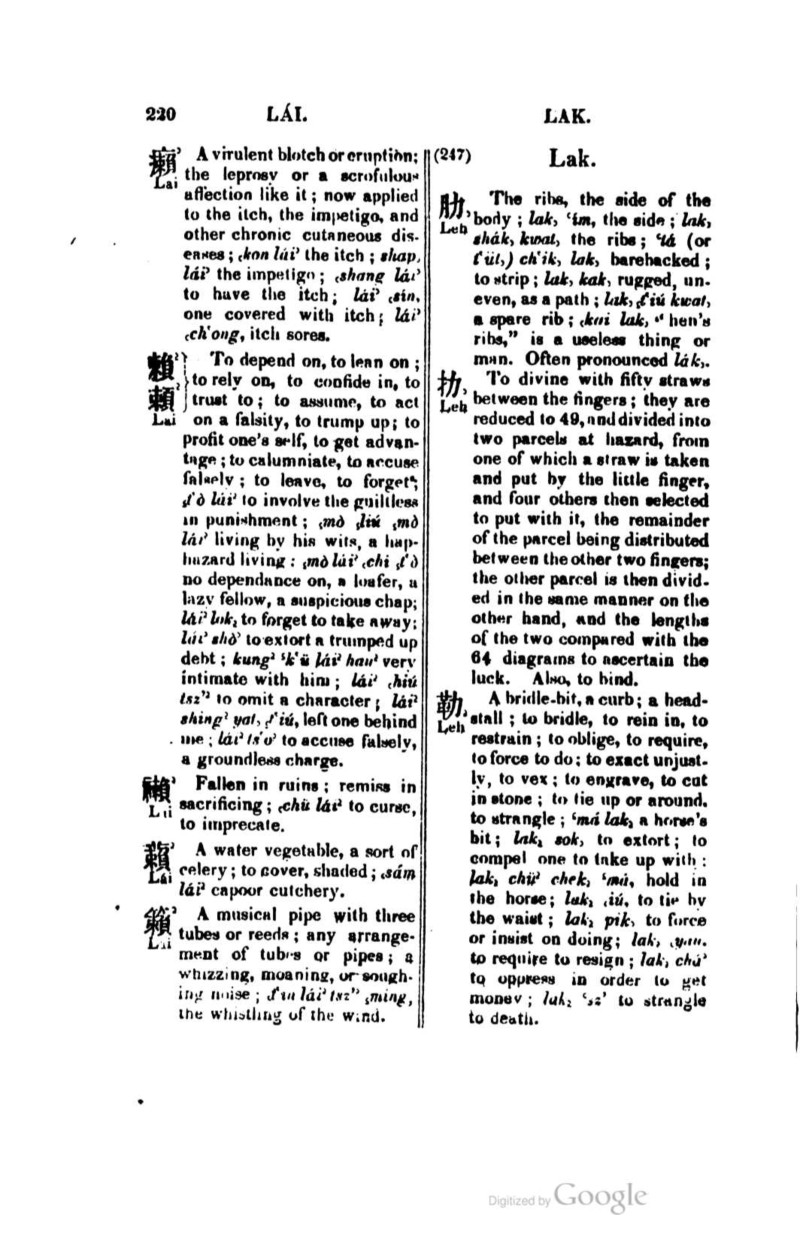 220 LÁI. LAK.
癩’ A virulent blotch or eruption;
Lai the leprosy or a scrofulous
affection like it; now applied
to the itch, the impetigo, and
other chronic cutaneous dis-
eases; ‚kon lái’ the itch; shap,
lái’ the impetigo; ‚shang lái’
to have the itch; lái’ ‚sin,
one covered with itch; lái’
‚ch‘ong, itch sores.
賴’ To depend on, to lean on;
to rely on, to confide in, to
頼 trust to; to assume, to act
Lai on a falsity, to trump up; to
profit one's self, to get advan-
tage; to calumniate, to accuse
falsely; to leave, to forget;
‚t‘ò lái’ to involve the guiltless
in punishment; ‚mò ‚liú ‚mò
lái’ living by his wits, a hap-
hazard living: ‚mò lái’ ‚chi ‚t‘ò
no dependance on, a loafer, a
lazy fellow, a suspicious chap;
lái’ lok, to forget to take away;
lái’ shò’ to extort a trumped up
debt; kung’ ‘k‘ü lái’ hau’ very
intimate with him; lái’ ‚hiú
tsz’’ to omit a character; lái’
shing’ yat, ‚t‘iú, left one behind
me; lái’ ts‘o’ to accuse falsely,
a groundless charge.
Fallen in ruins; remiss in
Lái sacrificing; ‚chü lái’ to curse,
to imprecate.
A water vegetable, a sort of
Lái celery; to cover, shaded; ‚sám
lái’ capoor cutchery.
籟’ A musical pipe with three
Lái tubes or reeds; any arrange-
ment of tubes or pipes; a
whizzing, moaning, or sough-
ing noise; ‚t‘in lái’ tsz’’ ‚ming,
the whistling of the wind.
(247) Lak.
肋, The ribs, the side of the
Leh body; lak, ‘ím, the side; lak,
shák, kwat, the ribs; ‘tá (or
t‘üt,) ch‘ik, lak, barebacked;
to strip; lak, kak, rugged, un-
even, as a path; lak, ‚t‘iú kwat,
a spare rib; ‚kai lak, "hen's
ribs," is a useless thing or
man. Often pronounced lák,.
扐, To divine with fifty straws
Leh between the fingers; they are
reduced to 49, and divided into
two parcels at hazard, from
one of which a straw is taken
and put by the little finger,
and four others then selected
to put with it, the remainder
of the parcel being distributed
between the other two fingers;
the other parcel is then divid-
ed in the same manner on the
other hand, and the lengths
of the two compared with the
64 diagrams to ascertain the
luck. Also, to bind.
勒, A bridle-bit, a curb; a head-
Leh stall; to bridle, to rein in, to
restrain; to oblige, to require,
to force to do; to exact unjust-
ly, to vex; to engrave, to cut
in stone; to tie up or around,
to strangle; ‘má lak, a horse's
bit; lak, sok, to extort; to
compel one to take up with:
lak, chü’ chek, ‘má, hold in
the horse; lak, ‚iú, to tie by
the waist; lak, pik, to force
or insist on doing; lak, ‚yau,
to require to resign; lak, chá’
to oppress in order to get
money; lak, ‘sz’ to strangle
to death.
Digitized by Google